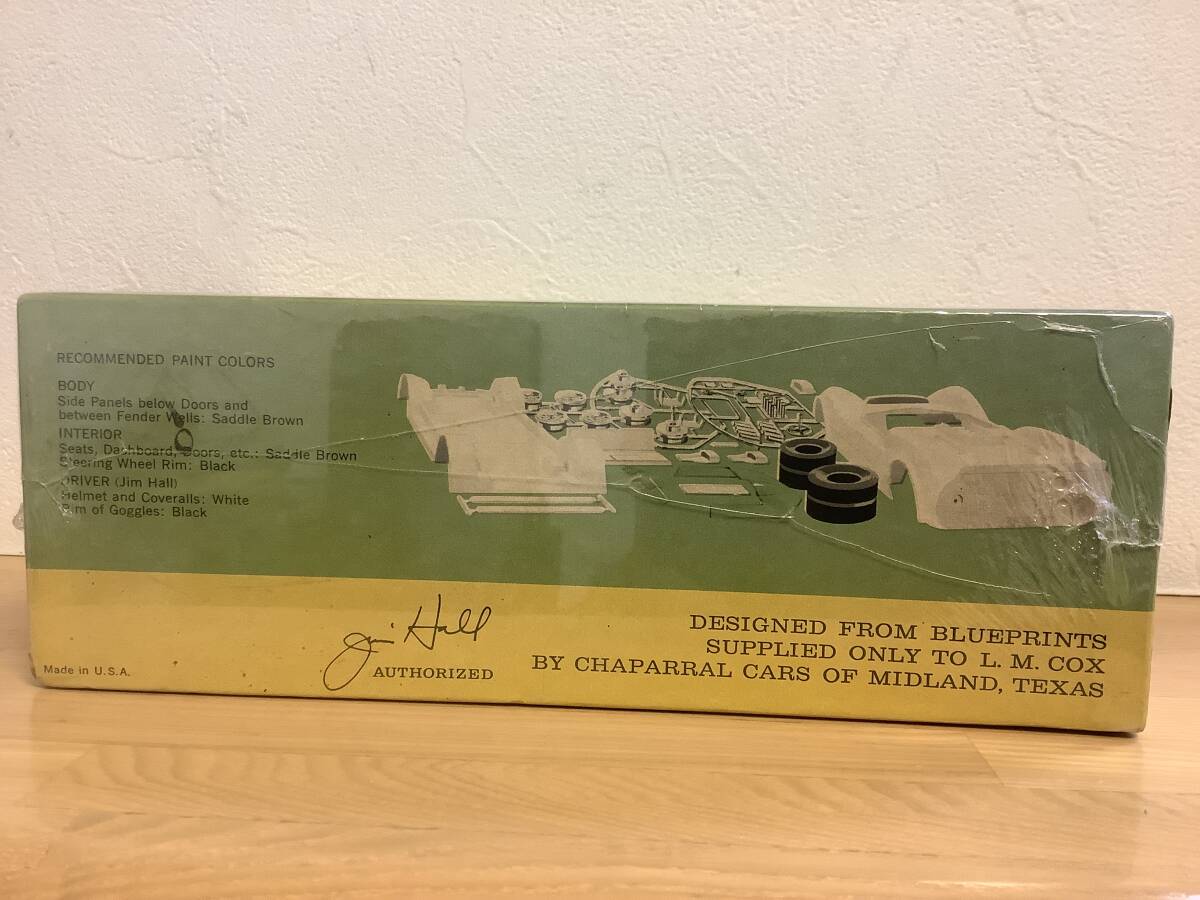 RECOMMENDED PAINT COLORS
BODY
Side Panels below Doors and
between Fender Wells: Saddle Brown
INTERIOR
Seats, Dashboard, Doors, etc.: Saddle Brown
Steering Wheel Rim: Black
DRIVER (Jim Hall)
Helmet and Coveralls: White
Rim of Goggles: Black
Jim Hall
AUTHORIZED
Made in U.S.A.
DESIGNED FROM BLUEPRINTS
SUPPLIED ONLY TO L. M. COX
BY CHAPARRAL CARS OF MIDLAND, TEXAS